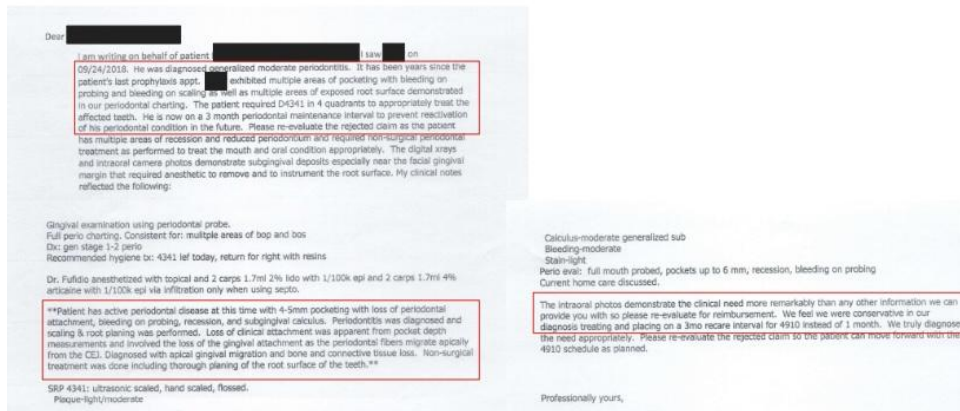 Dear
I am writing on behalf of patient I saw on
09/24/2018. He was diagnosed generalized moderate periodontitis. It has been years since the
patient's last prophylaxis appt. exhibited multiple areas of pocketing with bleeding on
probing and bleeding on scaling as well as multiple areas of exposed root surface demonstrated
in our periodontal charting. The patient required D4341 in 4 quadrants to appropriately treat the
affected teeth. He is now on a 3 month periodontal maintenance interval to prevent reactivation
of his periodontal condition in the future. Please re-evaluate the rejected claim as the patient
has multiple areas of recession and reduced periodontium and required non-surgical periodontal
treatment as performed to treat the mouth and oral condition appropriately. The digital xrays
and intraoral camera photos demonstrate subgingival deposits especially near the facial gingival
margin that required anesthetic to remove and to instrument the root surface. My clinical notes
reflected the following:
Gingival examination using periodontal probe.
Full perio charting. Consistent for: mulitple areas of bop and bos
Dx: gen stage 1-2 perio
Recommended hygiene tx: 4341 lef today, return for right with resins
Dr. Fufidio anesthetized with topical and 2 carps 1.7ml 2% lido with 1/100k epi and 2 carps 1.7ml 4%
articaine with 1/100k epi via infiltration only when using septo.
**Patient has active periodontal disease at this time with 4-5mm pocketing with loss of periodontal
attachment, bleeding on probing, recession, and subgingival calculus. Periodontitis was diagnosed and
scaling & root planing was performed. Loss of clinical attachment was apparent from pocket depth
measurements and involved the loss of the gingival attachment as the periodontal fibers migrate apically
from the CEJ. Diagnosed with apical gingival migration and bone and connective tissue loss. Non-surgical
treatment was done including thorough planing of the root surface of the teeth.**
SRP 4341: ultrasonic scaled, hand scaled, flossed.
Plaque-light/moderate
Calculus-moderate generalized sub
Bleeding-moderate
Stain-light
Perio eval: full mouth probed, pockets up to 6 mm, recession, bleeding on probing
Current home care discussed.
The intraoral photos demonstrate the clinical need more remarkably than any other information we can
provide you with so please re-evaluate for reimbursement. We feel we were conservative in our
diagnosis treating and placing on a 3mo recare interval for 4910 instead of 1 month. We truly diagnose
the need appropriately. Please re-evaluate the rejected claim so the patient can move forward with the
4910 schedule as planned.
Professionally yours,